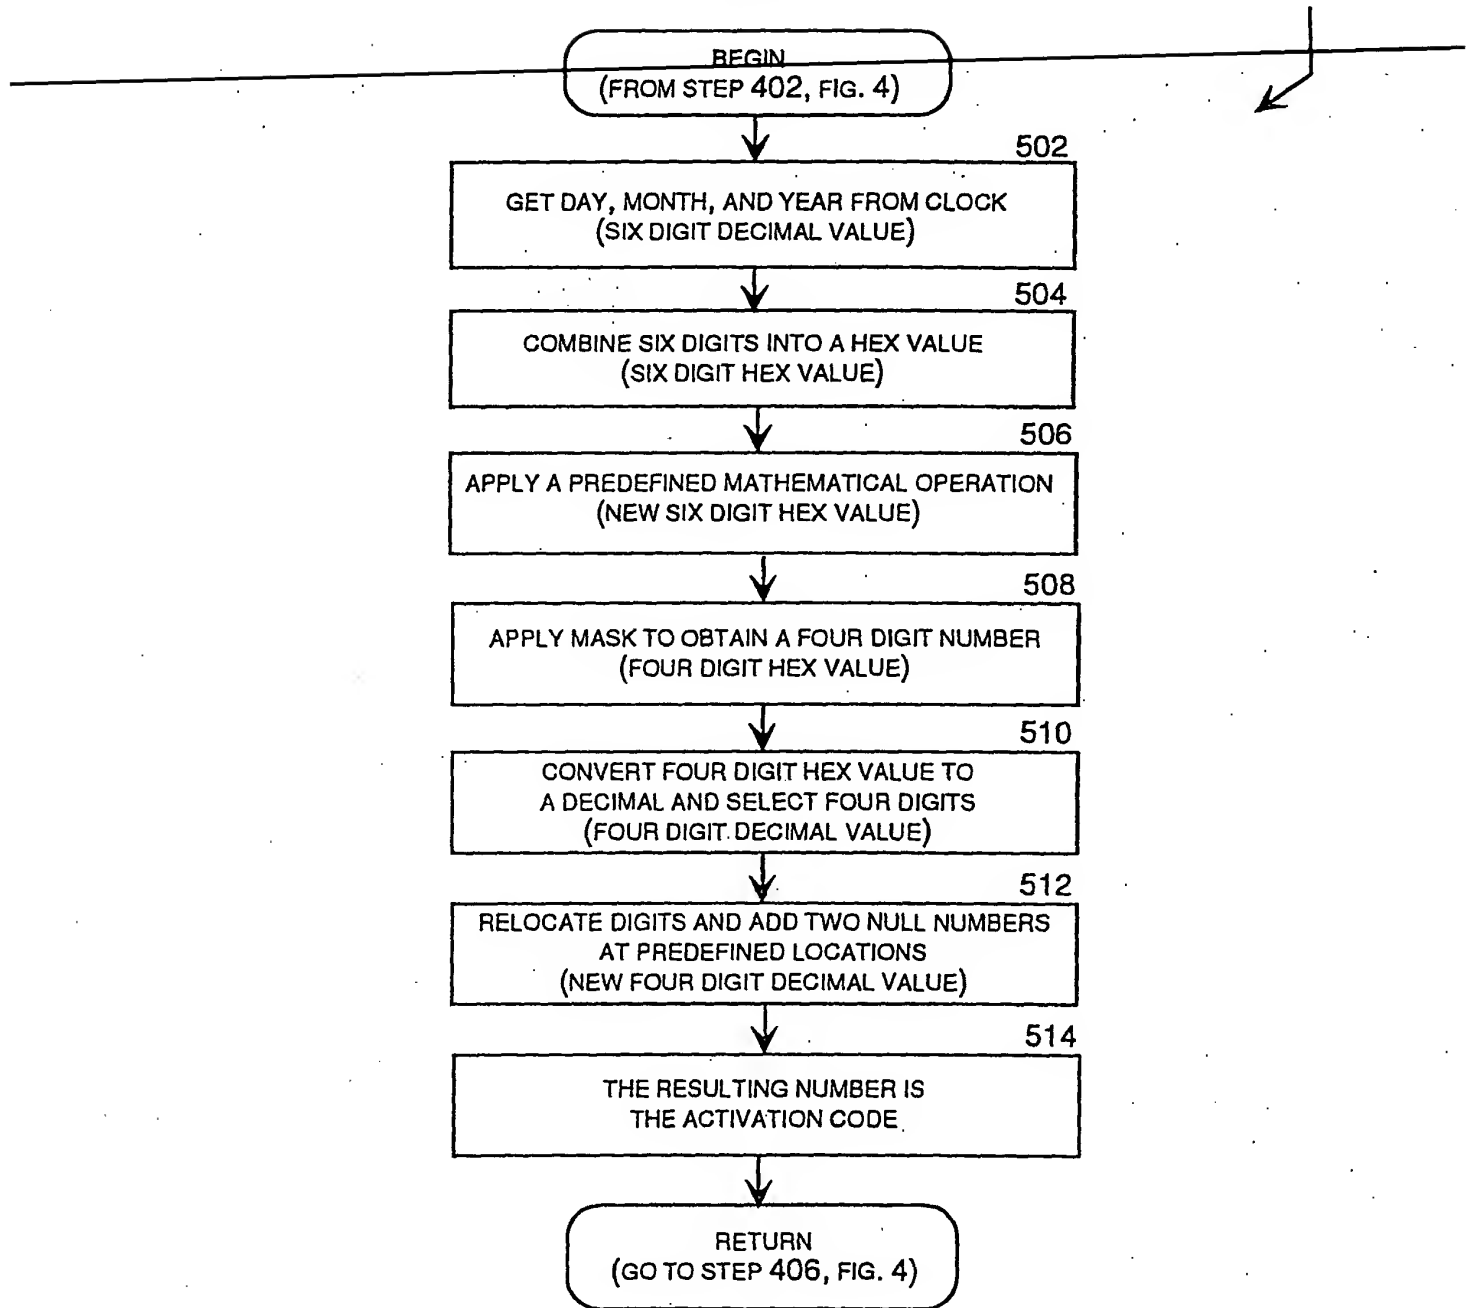 BEGIN
(FROM STEP 402, FIG. 4)
502
GET DAY, MONTH, AND YEAR FROM CLOCK
(SIX DIGIT DECIMAL VALUE)
504
COMBINE SIX DIGITS INTO A HEX VALUE
(SIX DIGIT HEX VALUE)
506
APPLY A PREDEFINED MATHEMATICAL OPERATION
(NEW SIX DIGIT HEX VALUE)
508
APPLY MASK TO OBTAIN A FOUR DIGIT NUMBER
(FOUR DIGIT HEX VALUE)
510
CONVERT FOUR DIGIT HEX VALUE TO
A DECIMAL AND SELECT FOUR DIGITS
(FOUR DIGIT DECIMAL VALUE)
512
RELOCATE DIGITS AND ADD TWO NULL NUMBERS
AT PREDEFINED LOCATIONS
(NEW FOUR DIGIT DECIMAL VALUE)
514
THE RESULTING NUMBER IS
THE ACTIVATION CODE
RETURN
(GO TO STEP 406, FIG. 4)